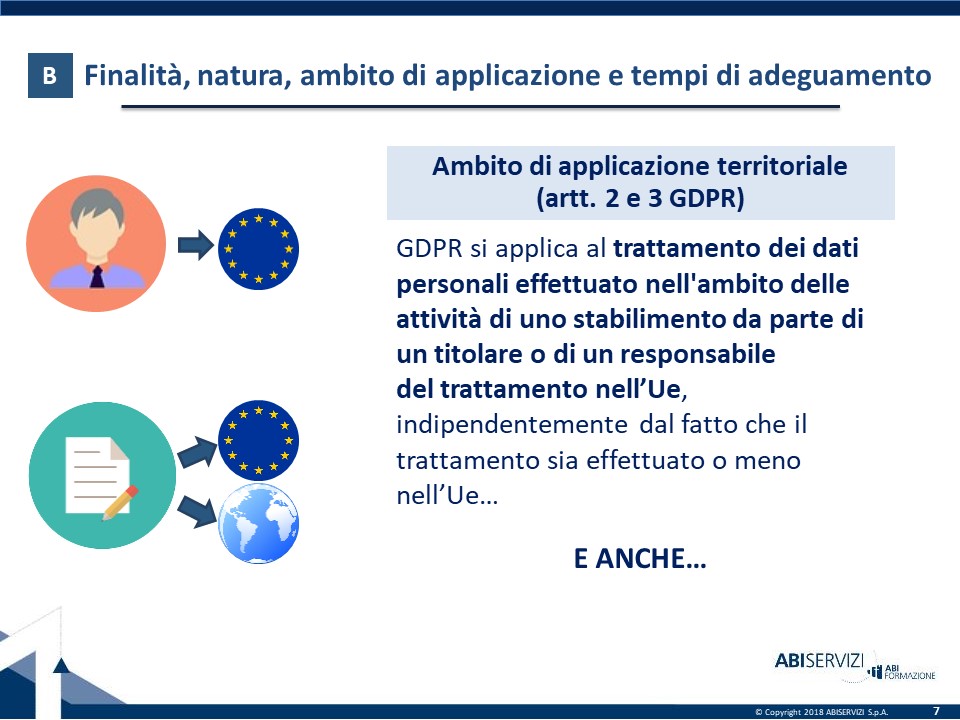 B
Finalità, natura, ambito di applicazione e tempi di adeguamento
Ambito di applicazione territoriale
(artt. 2 e 3 GDPR)
GDPR si applica al trattamento dei dati
personali effettuato nell'ambito delle
attività di uno stabilimento da parte di
un titolare o di un responsabile
del trattamento nell’Ue,
indipendentemente dal fatto che il
trattamento sia effettuato o meno
nell’Ue…
E ANCHE…
ABISERVIZI
ABI
FORMAZIONE
© Copyright 2018 ABISERVIZI S.p.A.
7